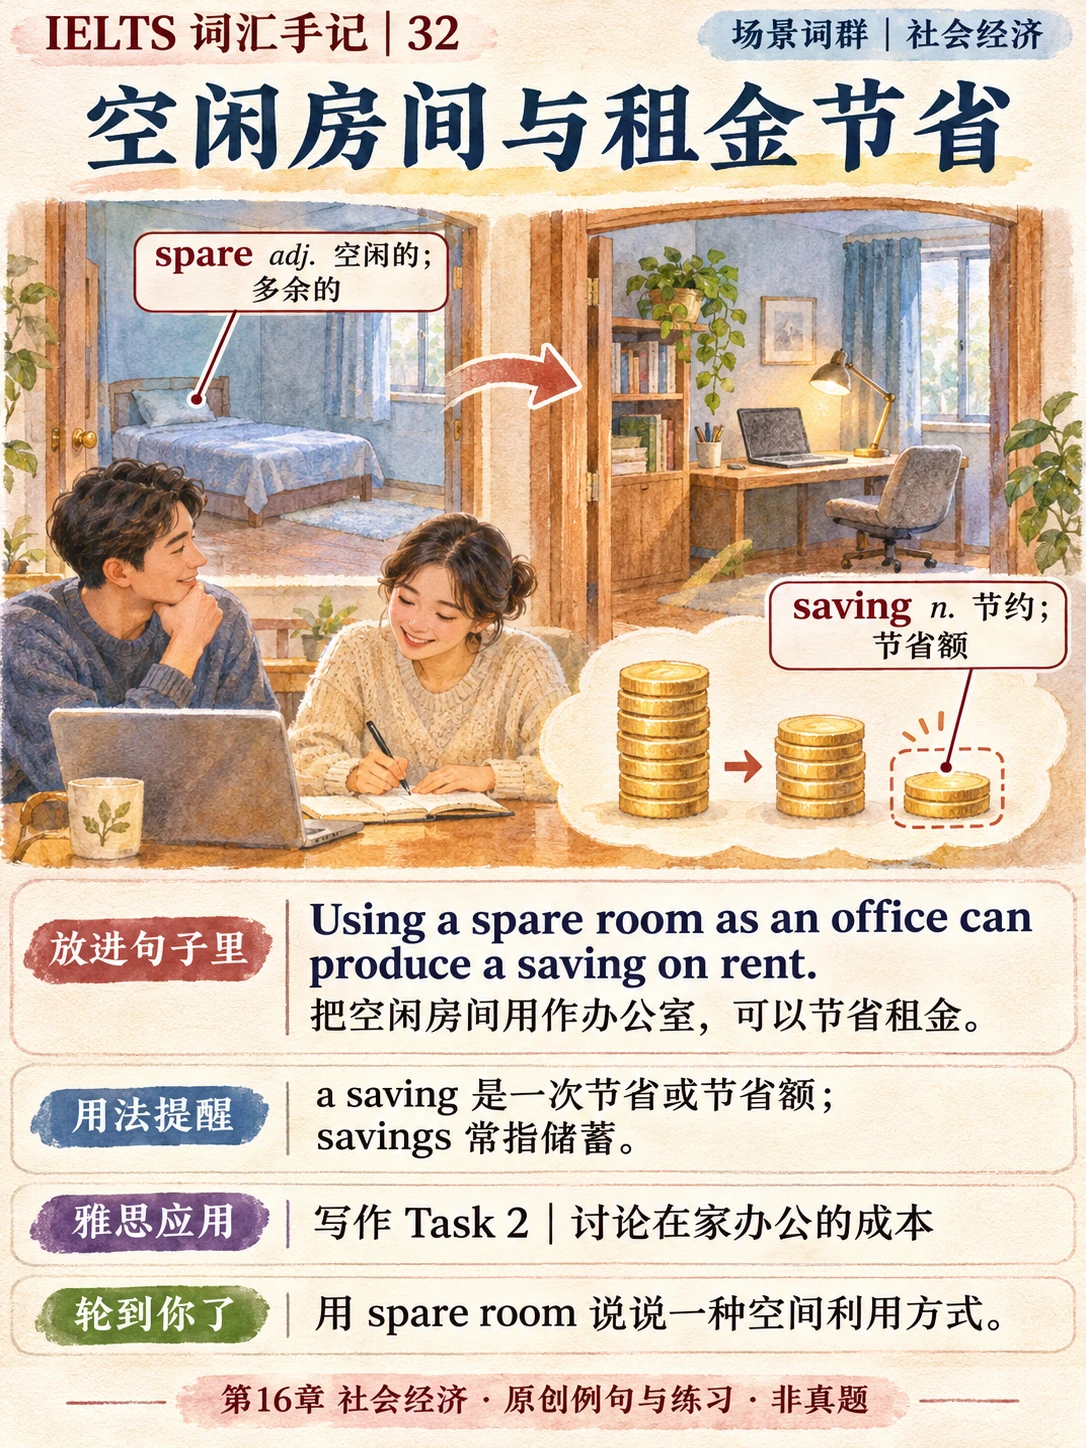 IELTS 词汇手记 | 32
场景词群 | 社会经济
空闲房间与租金节省
spare adj. 空闲的;
多余的
saving n. 节约;
节省额
放进句子里
Using a spare room as an office can
produce a saving on rent.
把空闲房间用作办公室，可以节省租金。
用法提醒
a saving 是一次节省或节省额；
savings 常指储蓄。
雅思应用
写作 Task 2 | 讨论在家办公的成本
轮到你了
用 spare room 说说一种空间利用方式。
第16章 社会经济 · 原创例句与练习 · 非真题